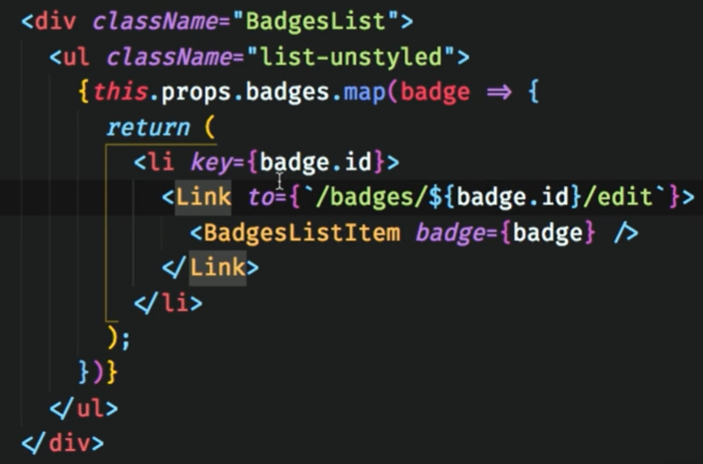 <div className="BadgesList">
<ul className="list-unstyled">
{this.props.badges.map(badge => {
return (
<li key={badge.id}>
<Link to={`/badges/${badge.id}/edit`}>
<BadgesListItem badge={badge} />
</Link>
</li>
);
})}
</ul>
</div>